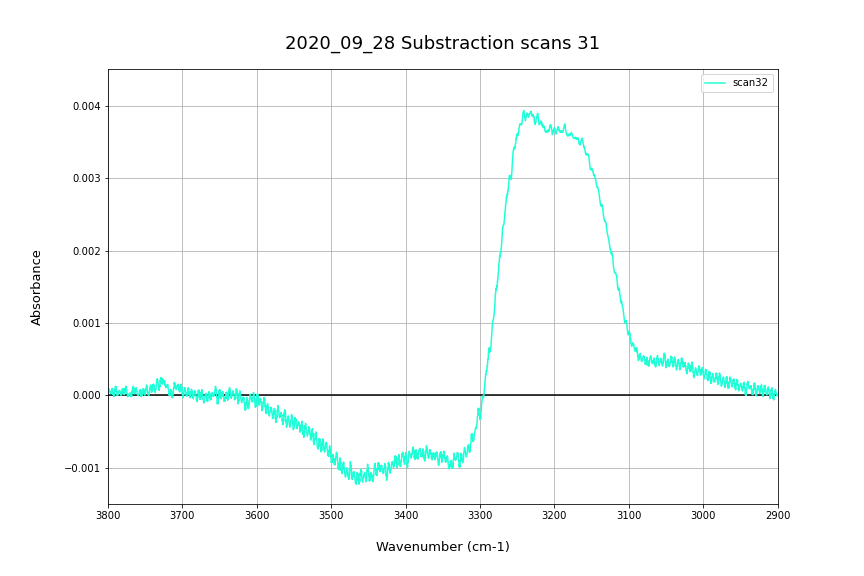 2020_09_28 Substraction scans 31
scan32
0.004
0.003
0.002
0.001
0.000
−0.001
Absorbance
3800 3700 3600 3500 3400 3300 3200 3100 3000 2900
Wavenumber (cm-1)